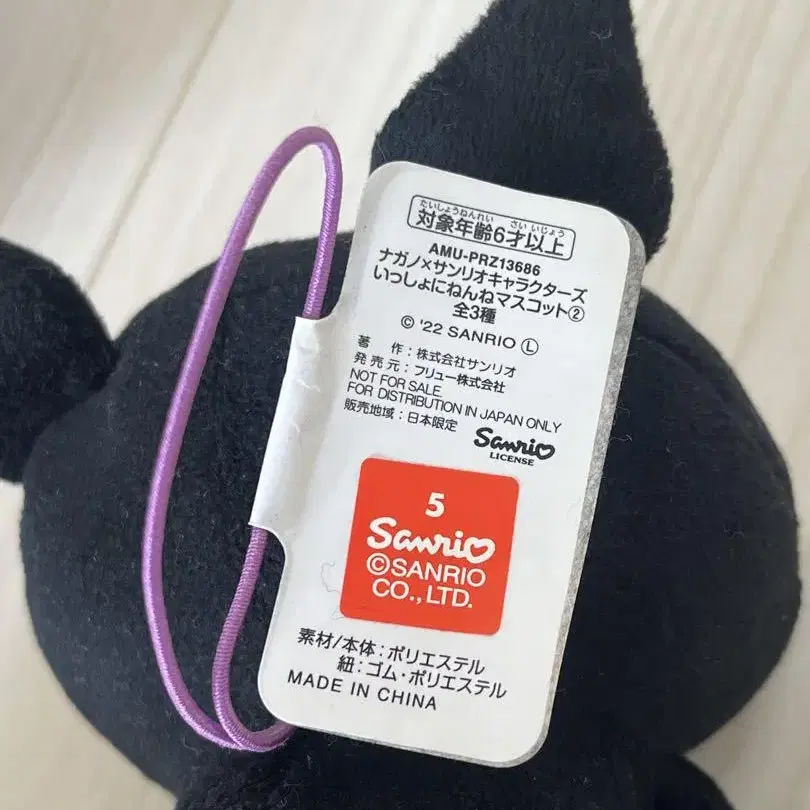 たいしょうねんれい さい いじょう
対象年齢6才以上
AMU-PRZ13686
ナガノ×サンリオキャラクターズ
いっしょにねんねマスコット②
全3種
© '22 SANRIO Ⓛ
著 作：株式会社サンリオ
発 売 元：フリュー株式会社
NOT FOR SALE
FOR DISTRIBUTION IN JAPAN ONLY
販売地域：日本限定
Sanrio
LICENSE
5
Sanrio
©SANRIO
CO., LTD.
素材/本体：ポリエステル
紐：ゴム・ポリエステル
MADE IN CHINA